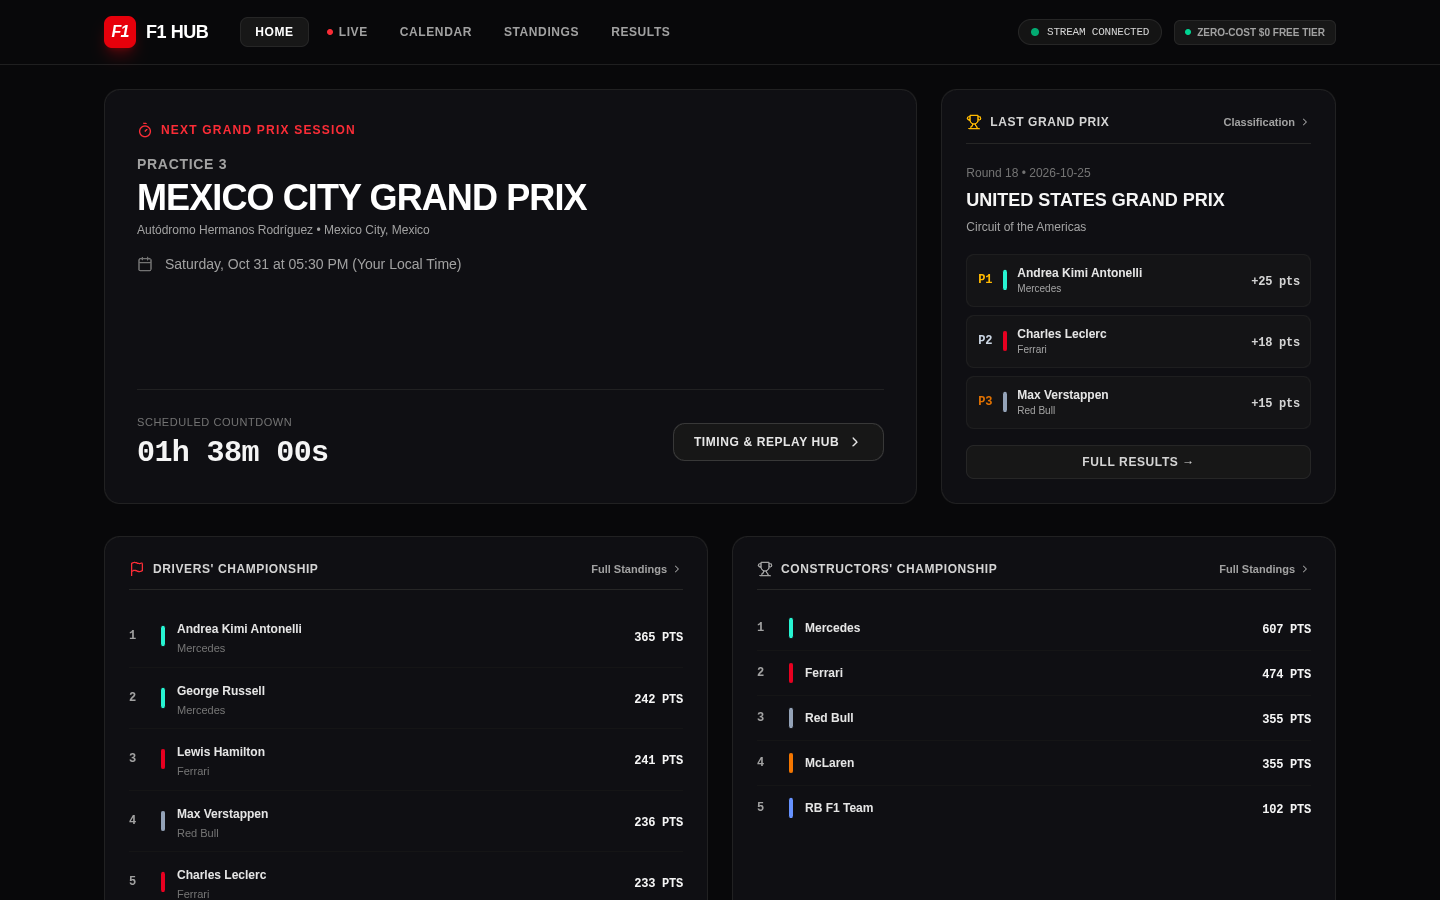 F1
F1 HUB
HOME
LIVE
CALENDAR
STANDINGS
RESULTS
STREAM CONNECTED
ZERO-COST $0 FREE TIER
NEXT GRAND PRIX SESSION
PRACTICE 3
MEXICO CITY GRAND PRIX
Autódromo Hermanos Rodríguez • Mexico City, Mexico
Saturday, Oct 31 at 05:30 PM (Your Local Time)
SCHEDULED COUNTDOWN
01h 38m 00s
TIMING & REPLAY HUB
LAST GRAND PRIX
Classification
Round 18 • 2026-10-25
UNITED STATES GRAND PRIX
Circuit of the Americas
P1
Andrea Kimi Antonelli
Mercedes
+25 pts
P2
Charles Leclerc
Ferrari
+18 pts
P3
Max Verstappen
Red Bull
+15 pts
FULL RESULTS →
DRIVERS' CHAMPIONSHIP
Full Standings
1
Andrea Kimi Antonelli
Mercedes
365 PTS
2
George Russell
Mercedes
242 PTS
3
Lewis Hamilton
Ferrari
241 PTS
4
Max Verstappen
Red Bull
236 PTS
5
Charles Leclerc
Ferrari
233 PTS
CONSTRUCTORS' CHAMPIONSHIP
Full Standings
1
Mercedes
607 PTS
2
Ferrari
474 PTS
3
Red Bull
355 PTS
4
McLaren
355 PTS
5
RB F1 Team
102 PTS